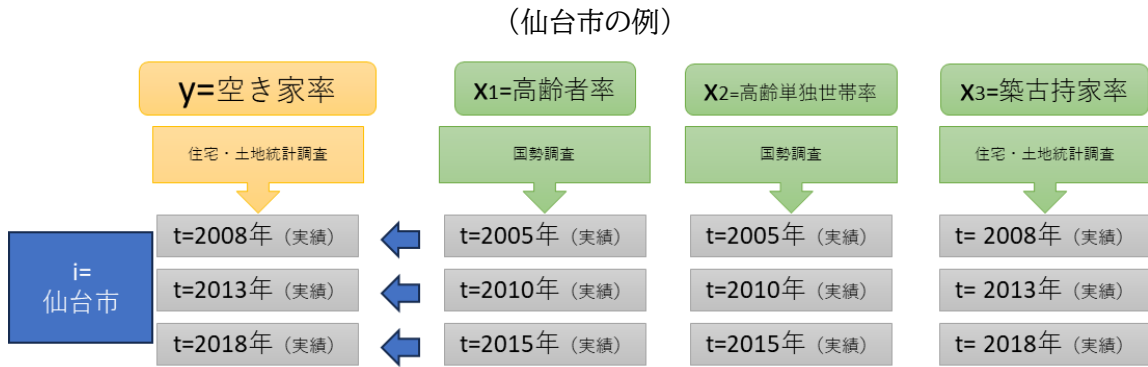 （仙台市の例）
y=空き家率
x1=高齢者率
x2=高齢単独世帯率
x3=築古持家率
住宅・土地統計調査
国勢調査
国勢調査
住宅・土地統計調査
i=
仙台市
t=2008年（実績）
t=2005年（実績）
t=2005年（実績）
t= 2008年（実績）
t=2013年（実績）
t=2010年（実績）
t=2010年（実績）
t= 2013年（実績）
t=2018年（実績）
t=2015年（実績）
t=2015年（実績）
t= 2018年（実績）